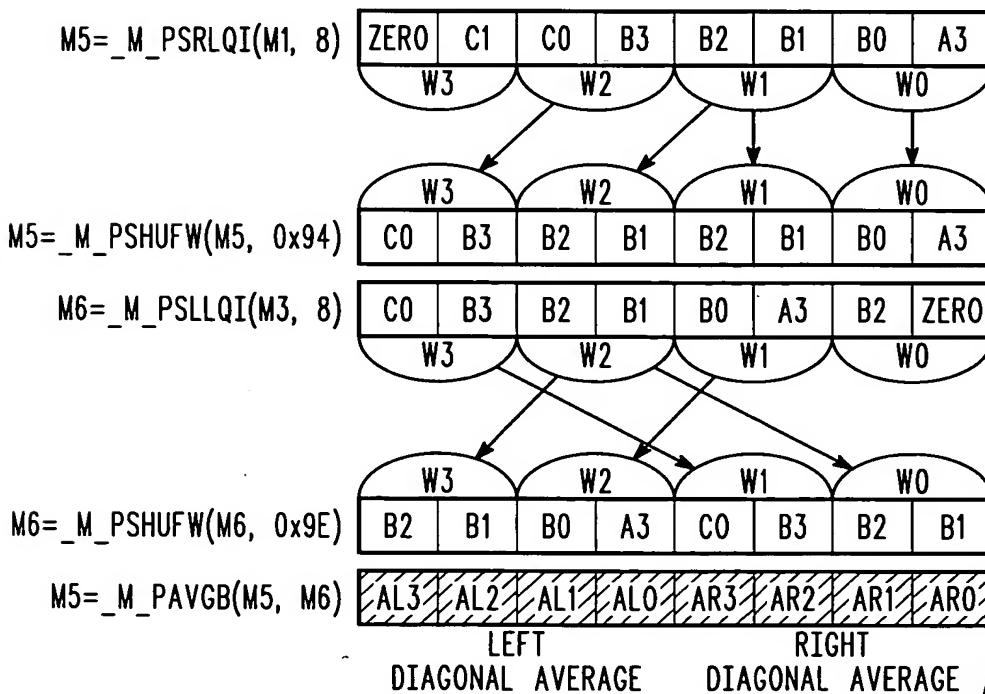 M5=_M_PSRLQI(M1, 8) ZERO C1 C0 B3 B2 B1 B0 A3
W3 W2 W1 W0
W3 W2 W1 W0
M5=_M_PSHUFW(M5, 0x94) C0 B3 B2 B1 B2 B1 B0 A3
M6=_M_PSLLQI(M3, 8) C0 B3 B2 B1 B0 A3 B2 ZERO
W3 W2 W1 W0
W3 W2 W1 W0
M6=_M_PSHUFW(M6, 0x9E) B2 B1 B0 A3 C0 B3 B2 B1
M5=_M_PAVGB(M5, M6) AL3 AL2 AL1 AL0 AR3 AR2 AR1 AR0
LEFT RIGHT
DIAGONAL AVERAGE DIAGONAL AVERAGE